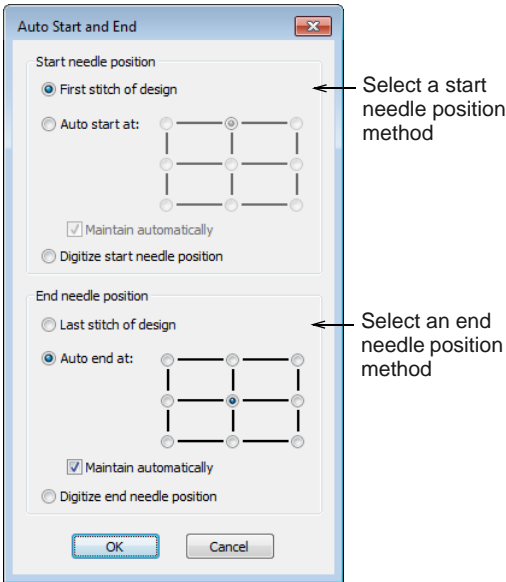 Auto Start and End
Start needle position
First stitch of design
Select a start
needle position
method
Auto start at:
Maintain automatically
Digitize start needle position
End needle position
Last stitch of design
Select an end
needle position
method
Auto end at:
Maintain automatically
Digitize end needle position
OK
Cancel